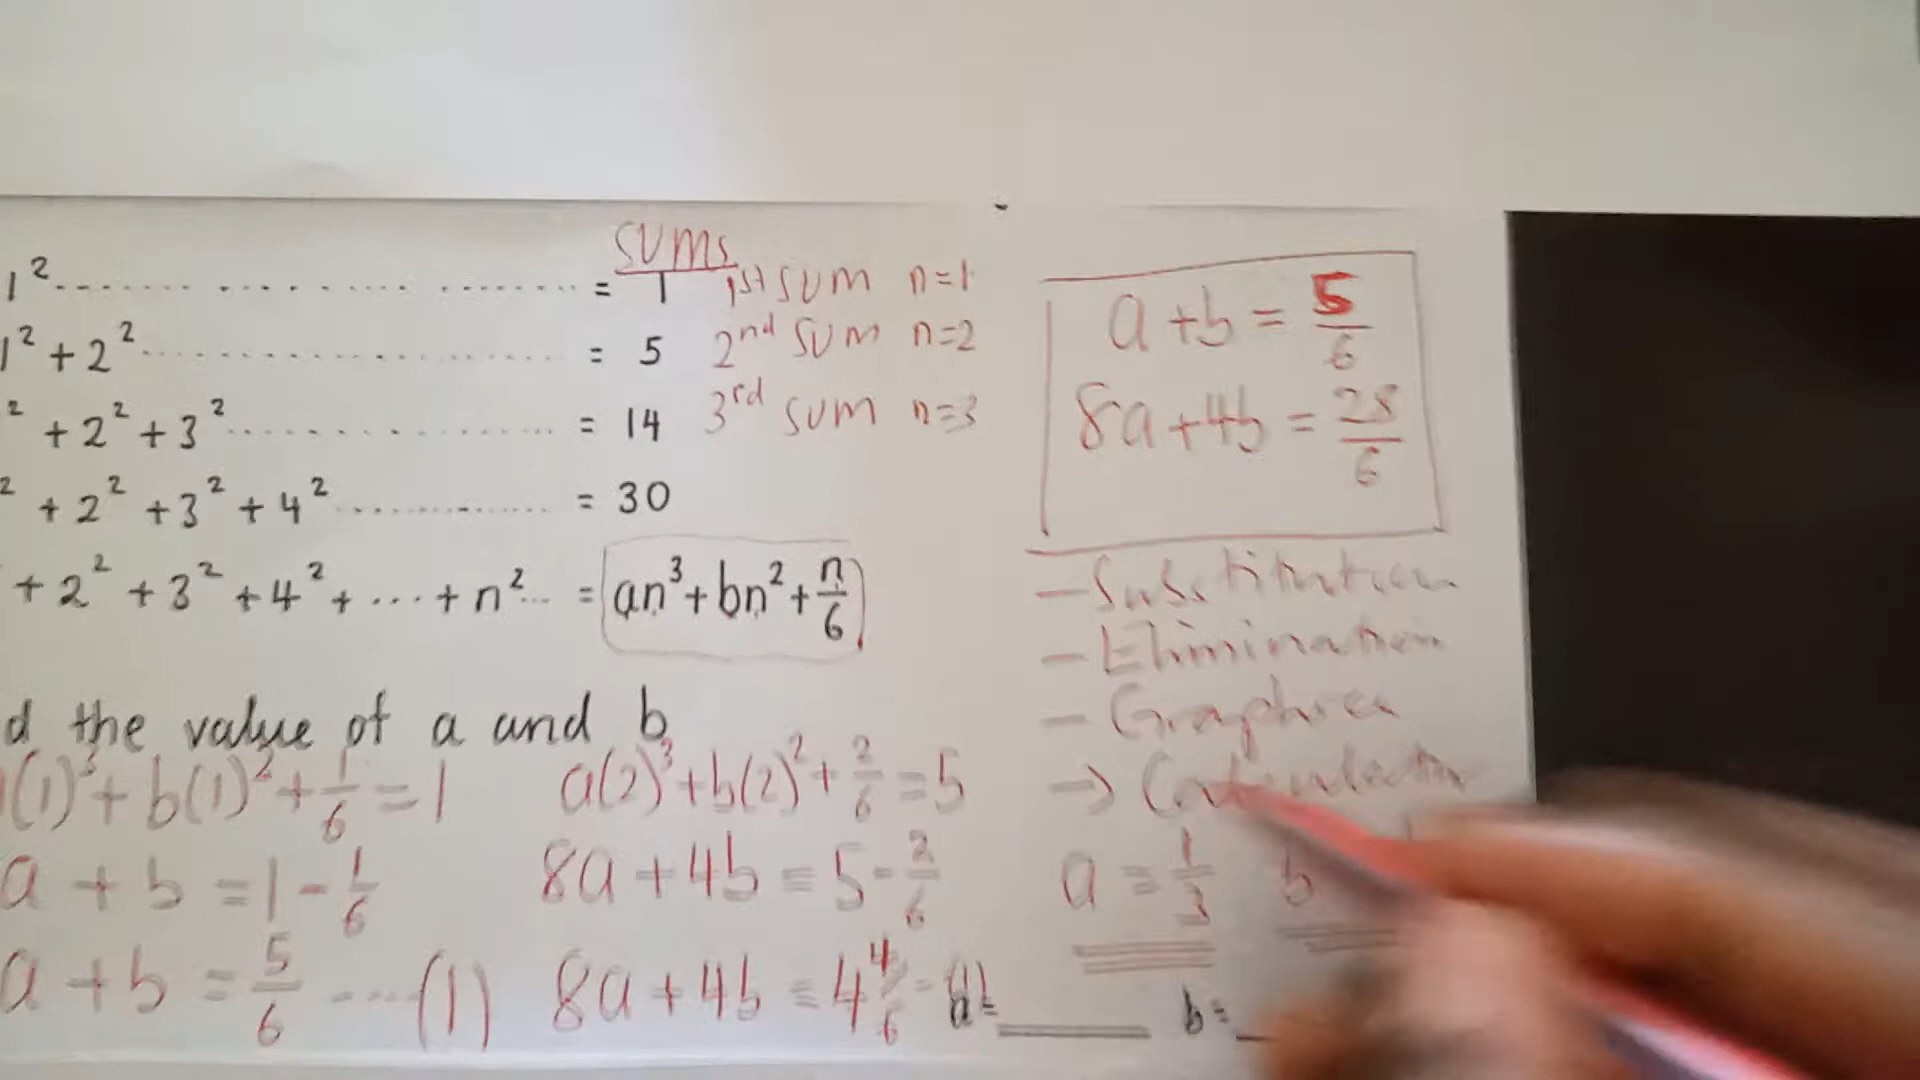 SUMS
1²............................ = 1 1st SUM n=1
1² + 2²............................ = 5 2nd SUM n=2
² + 2² + 3²............................ = 14 3rd SUM n=3
² + 2² + 3² + 4²............................ = 30
+ 2² + 3² + 4² + ... + n²... = an³ + bn² + n/6
d the value of a and b
(1)³ + b(1)² + 1/6 = 1
a + b = 1 - 1/6
a + b = 5/6 ---- (1)
a(2)³ + b(2)² + 2/6 = 5
8a + 4b = 5 - 2/6
8a + 4b = 4 4/6
a + b = 5/6
8a + 4b = 28/6
- Substitution
- Elimination
- Graphical
a = 1/3 b
a = ____ b = _